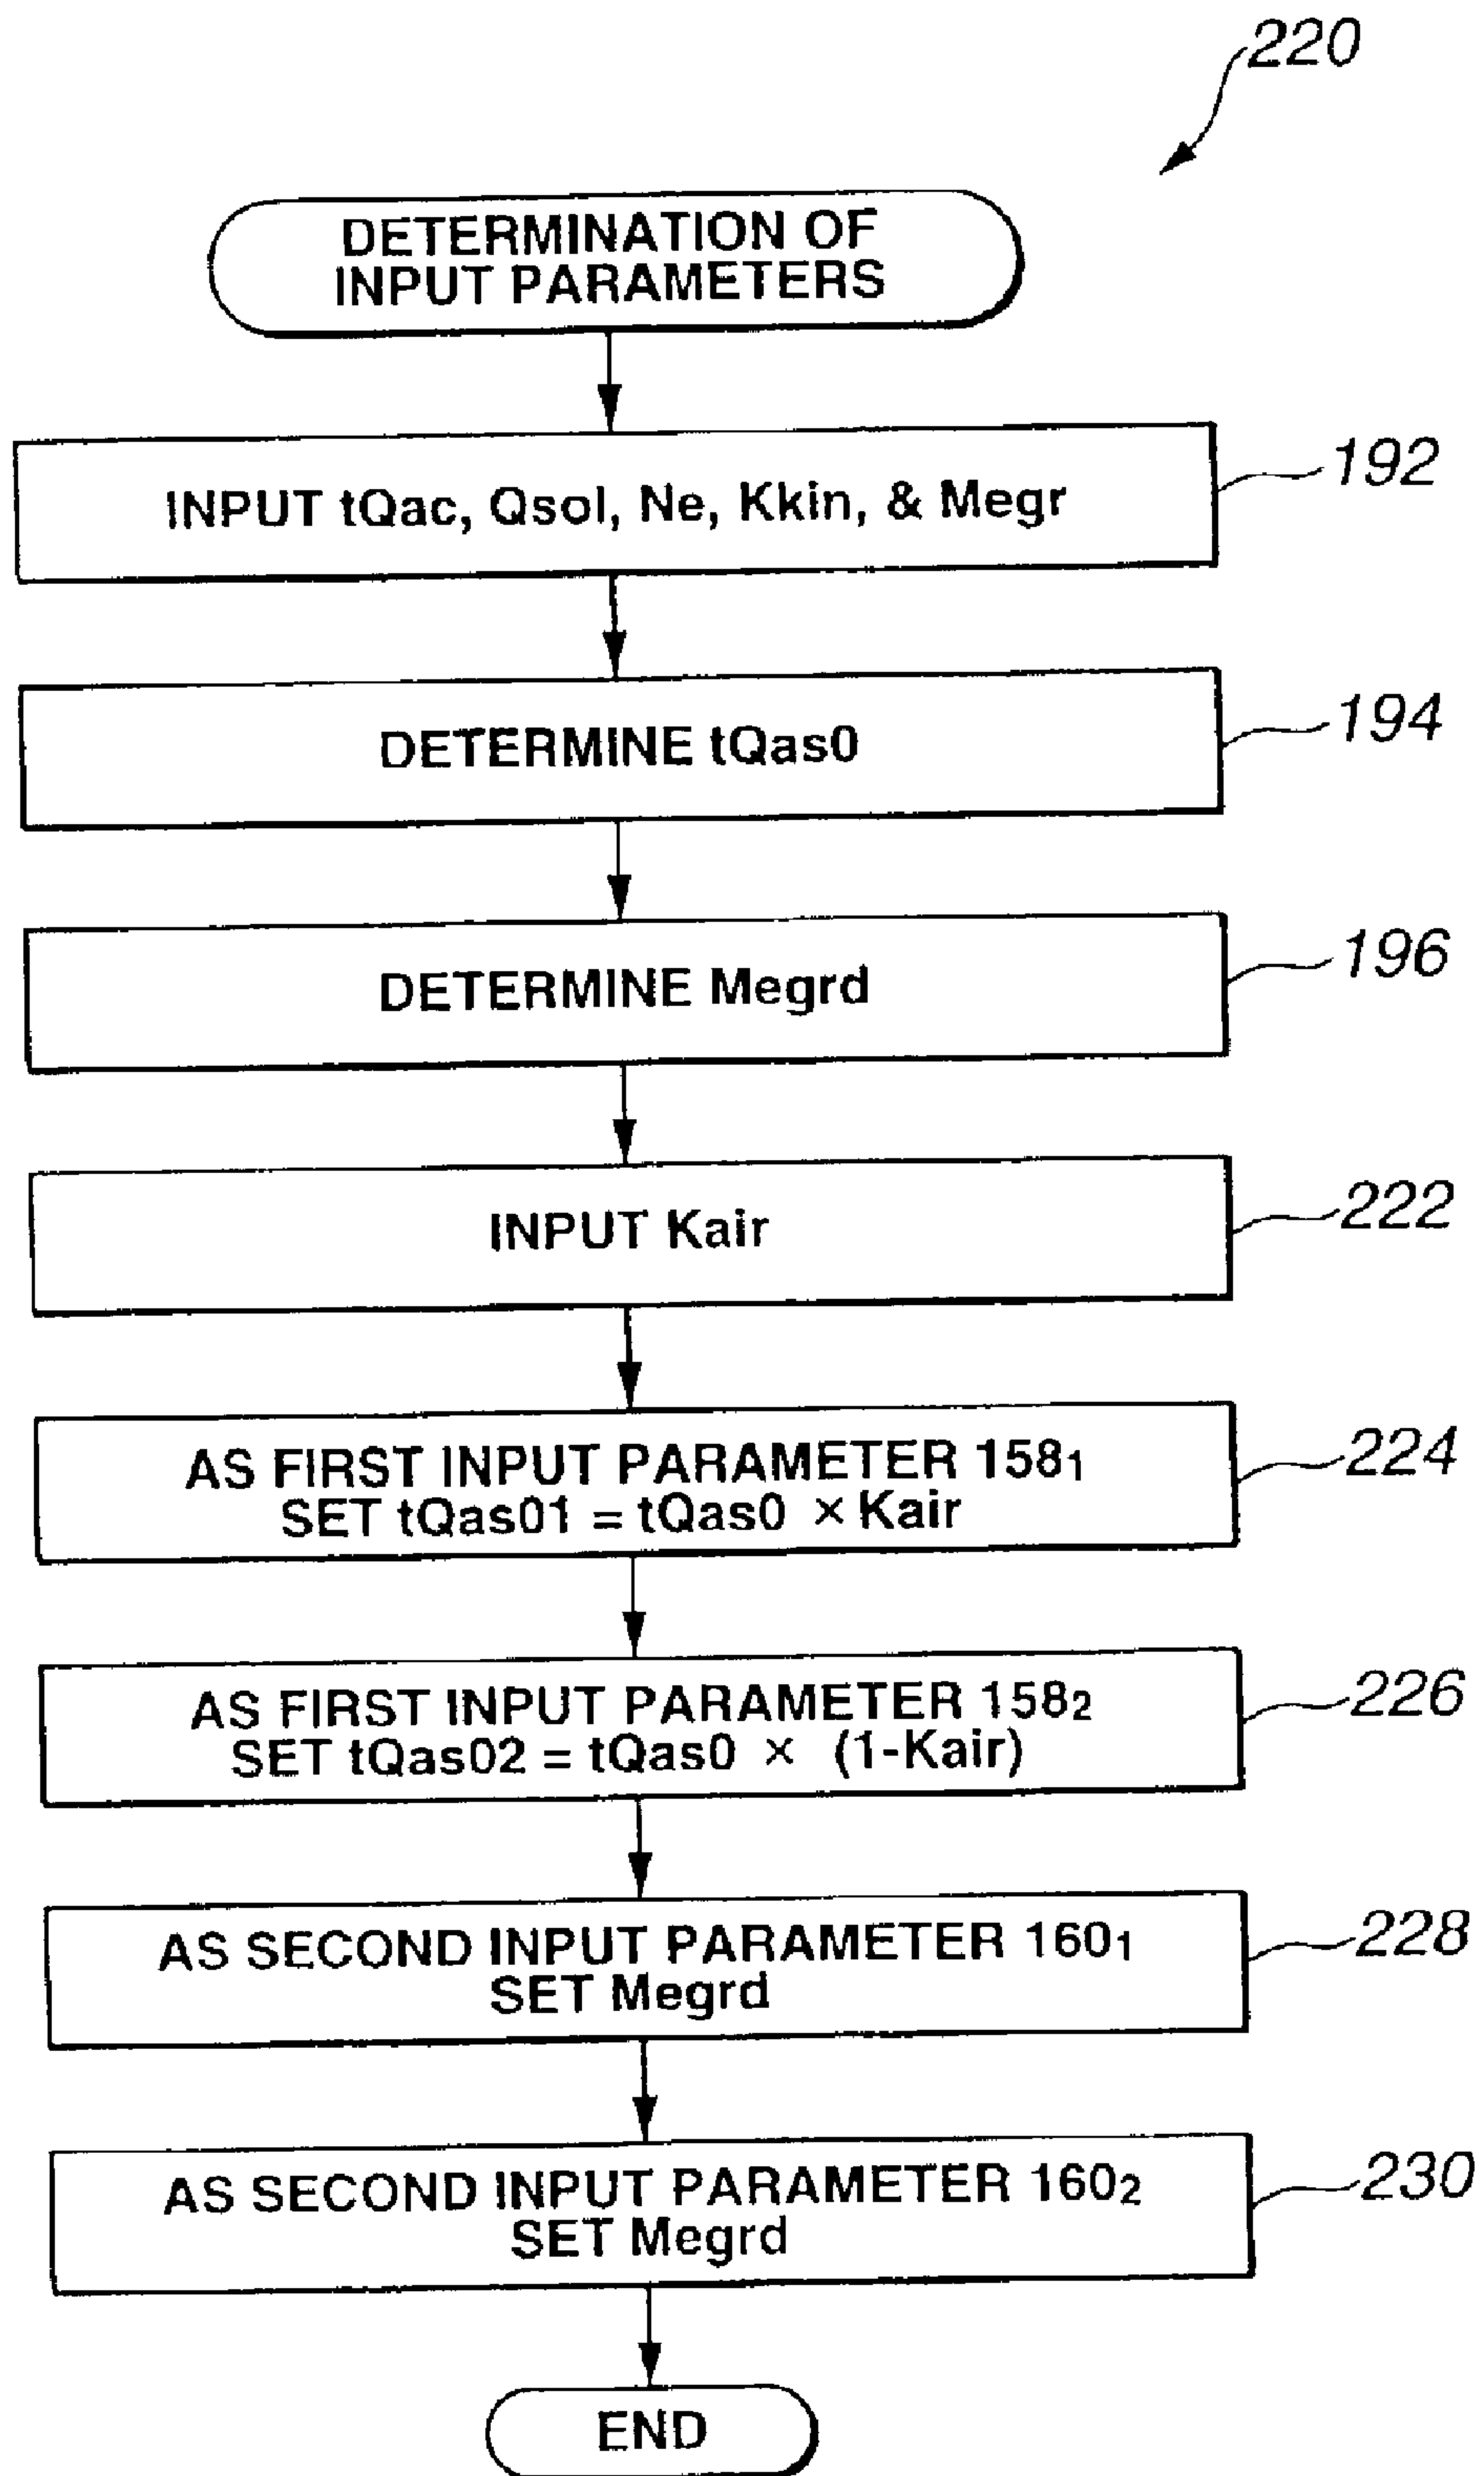 220
DETERMINATION OF
INPUT PARAMETERS
INPUT tQac, Qsol, Ne, Kkin, & Megr
192
DETERMINE tQas0
194
DETERMINE Megrd
196
INPUT Kair
222
AS FIRST INPUT PARAMETER 158₁
SET tQas01 = tQas0 × Kair
224
AS FIRST INPUT PARAMETER 158₂
SET tQas02 = tQas0 × (1-Kair)
226
AS SECOND INPUT PARAMETER 160₁
SET Megrd
228
AS SECOND INPUT PARAMETER 160₂
SET Megrd
230
END